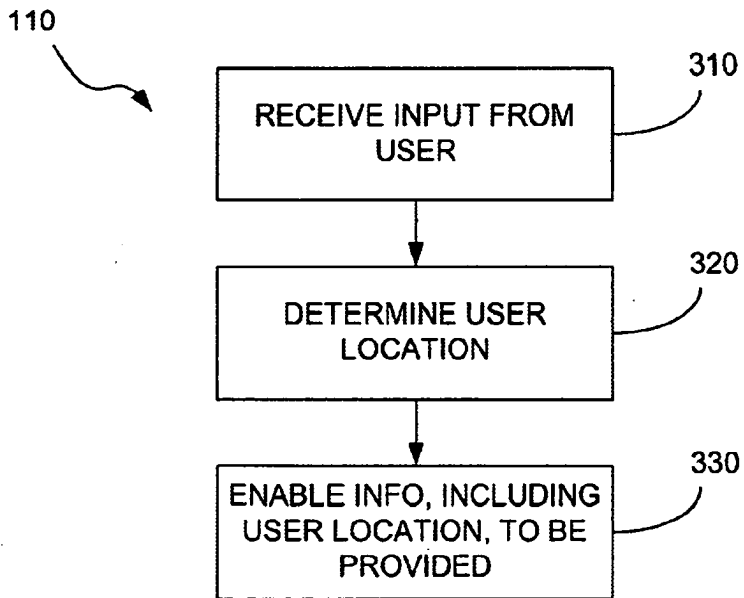 110
310
RECEIVE INPUT FROM
USER
320
DETERMINE USER
LOCATION
330
ENABLE INFO, INCLUDING
USER LOCATION, TO BE
PROVIDED